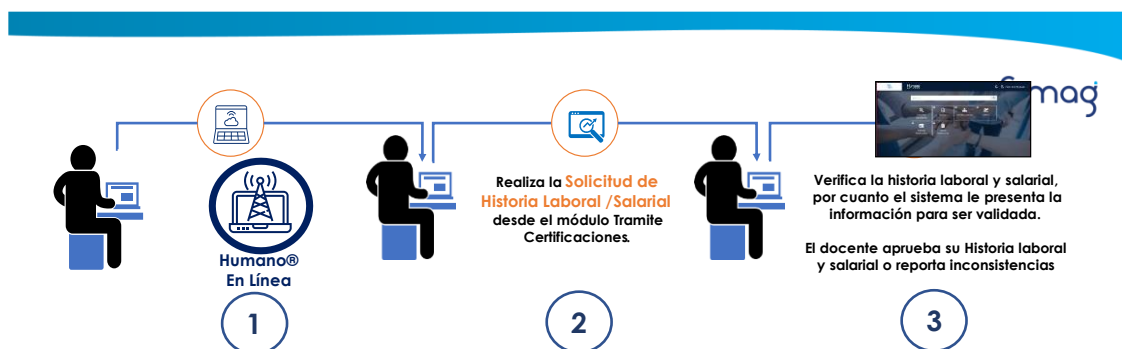 mag
Humano®
En Línea
1
Realiza la Solicitud de
Historia Laboral /Salarial
desde el módulo Tramite
Certificaciones.
2
Verifica la historia laboral y salarial,
por cuanto el sistema le presenta la
información para ser validada.
El docente aprueba su Historia laboral
y salarial o reporta inconsistencias
3